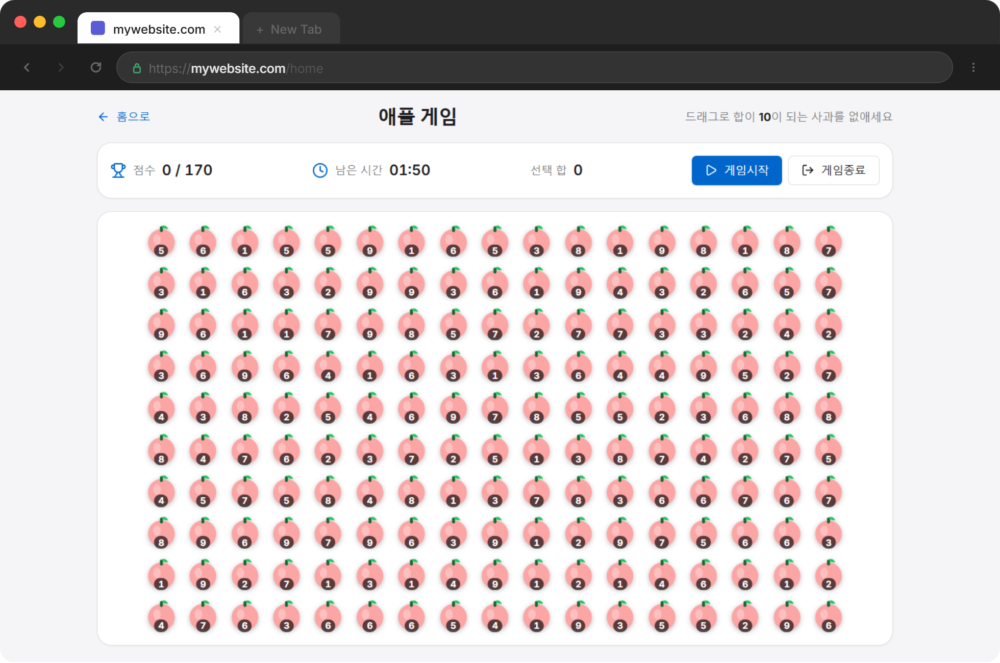 mywebsite.com
+ New Tab
https://mywebsite.com/home
홈으로
애플 게임
드래그로 합이 10이 되는 사과를 없애세요
점수 0 / 170
남은 시간 01:50
선택 합 0
게임시작
게임종료
5 6 1 5 5 9 1 6 5 3 8 1 9 8 1 8 7
3 1 6 3 2 9 9 3 6 1 9 4 3 2 6 5 7
9 6 1 1 7 9 8 5 7 2 7 7 3 3 2 4 2
3 6 9 6 4 1 6 3 1 3 6 4 4 9 5 2 7
4 3 8 2 5 4 6 9 7 8 5 5 2 3 6 8 8
8 4 7 6 2 3 7 2 5 1 3 8 7 4 2 7 5
4 5 7 5 8 4 8 1 3 7 8 3 6 6 7 6 7
8 9 6 9 7 9 6 3 9 1 2 9 7 5 6 6 3
1 9 2 7 1 3 1 4 9 1 2 1 4 6 6 1 2
4 7 6 3 6 6 6 5 4 1 9 3 5 5 2 9 6